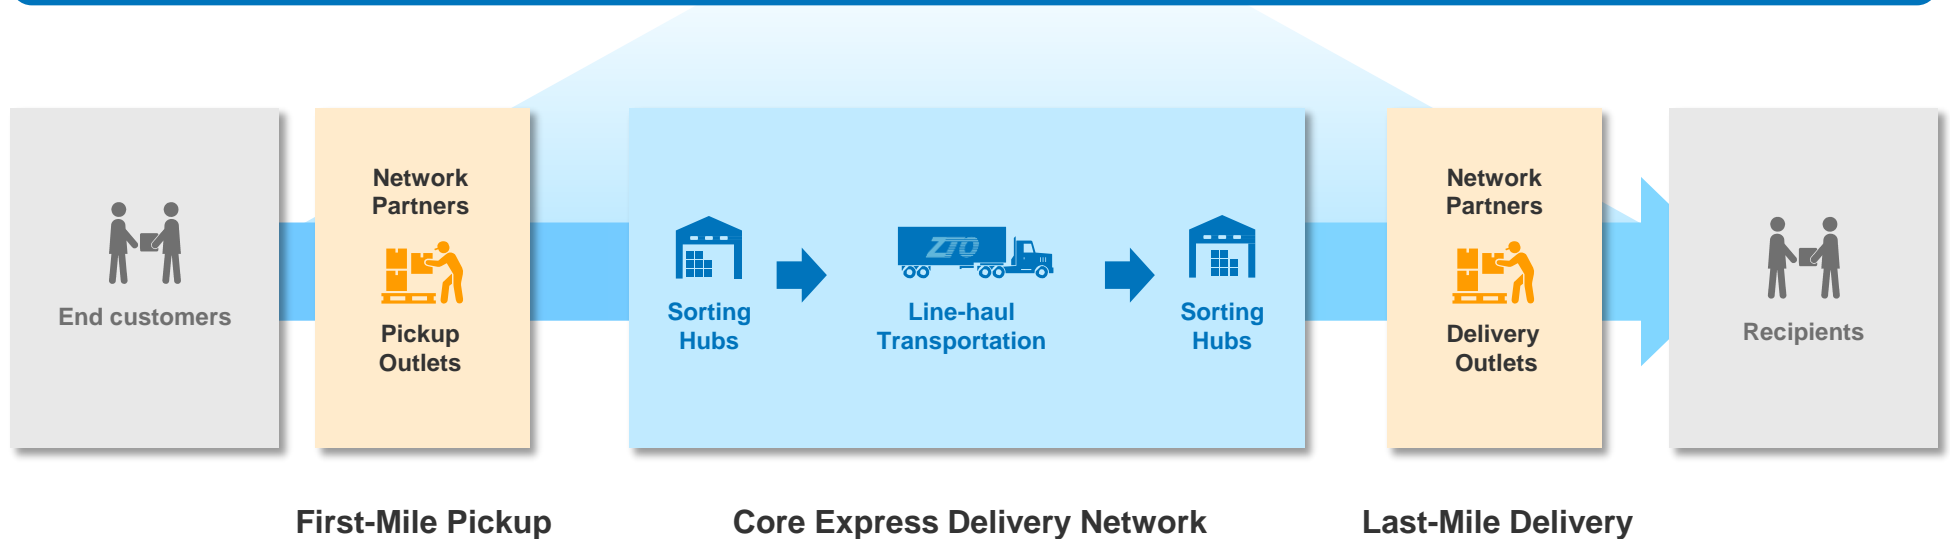 End customers
Network
Partners
Pickup
Outlets
Sorting
Hubs
ZTO
Line-haul
Transportation
Sorting
Hubs
Network
Partners
Delivery
Outlets
Recipients
First-Mile Pickup
Core Express Delivery Network
Last-Mile Delivery